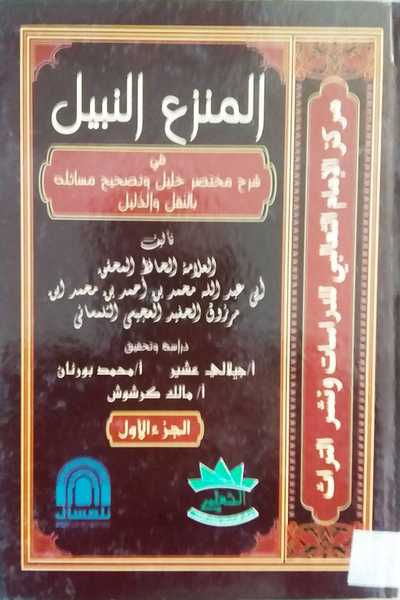 المنزع النبيل
في
شرح مختصر خليل وتصحيح مسائله
بالنقل والدليل
تأليف
العلامة الحافظ المحقق
أبي عبد الله محمد بن أحمد بن محمد ابن
مرزوق الحفيد العجيسي التلمساني
دراسة وتحقيق
أ/جيلالي عشير أ/محمد بورنان
أ/ مالك كرشوش
الجزء الأول
مركز الإمام الثعالبي للدراسات ونشر التراث
تلمسان